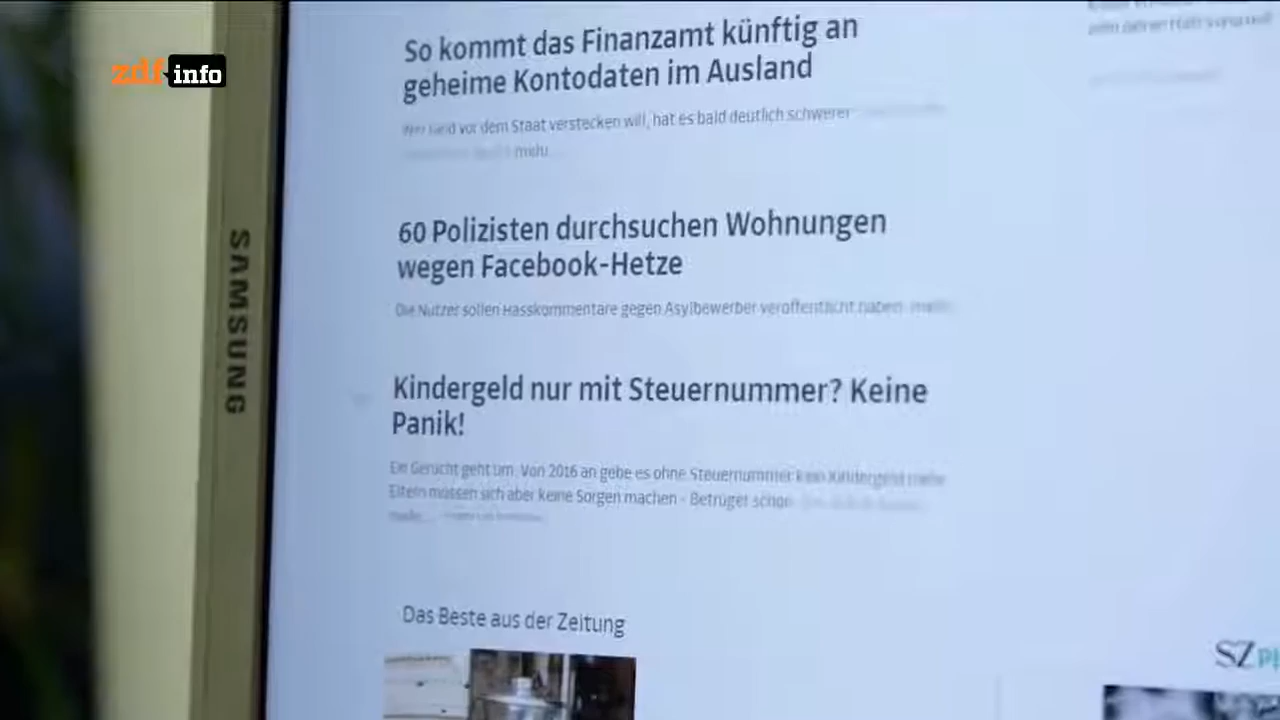 So kommt das Finanzamt künftig an
zdf info
geheime Kontodaten im Ausland
vor dem Staat verstecken will, hat es bald deutlich schwerer
mehr
60 Polizisten durchsuchen Wohnungen
SAMSUNG
wegen Facebook-Hetze
Die Nutzer sollen Hasskommentare gegen Asylbewerber veröffentlicht haben. mehr
Kindergeld nur mit Steuernummer? Keine
Panik!
Ein Gerücht geht um: Von 2016 an gebe es ohne Steuernummer kein Kindergeld mehr.
Eltern müssen sich aber keine Sorgen machen - Betrüger schon
Das Beste aus der Zeitung
SZ